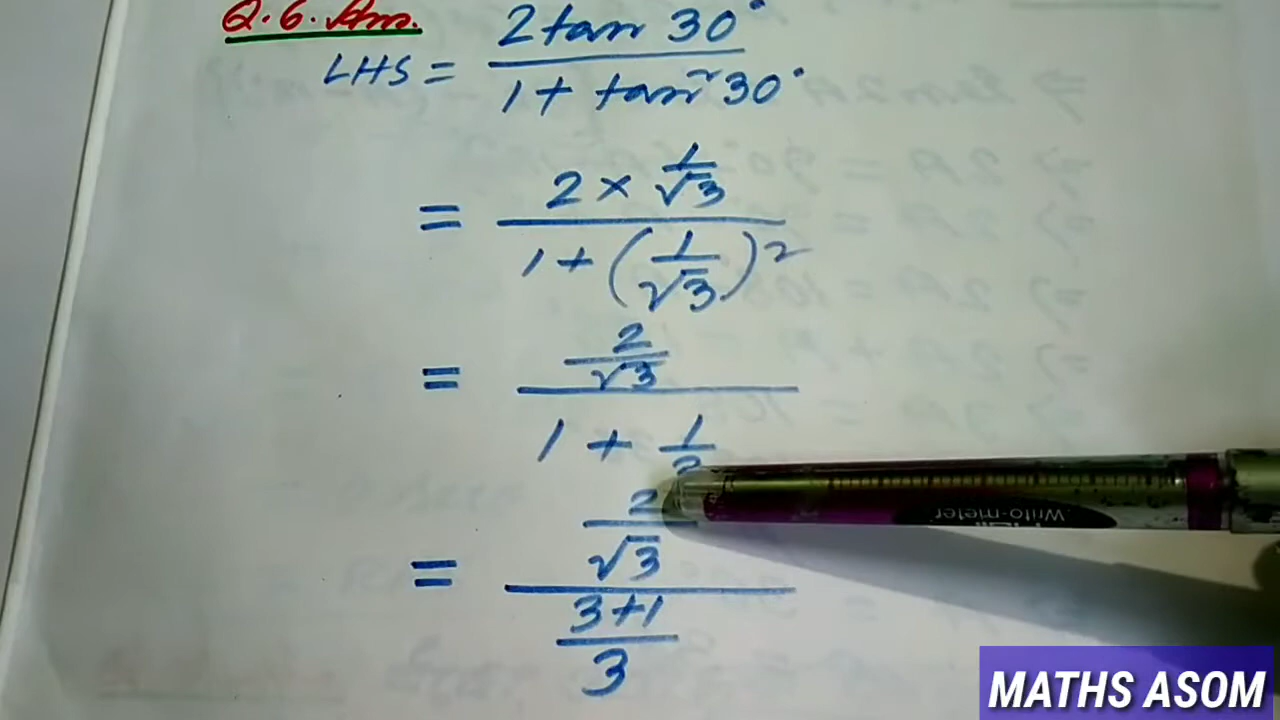 Q.6. Ans.
LHS = 2tan 30° / 1 + tan²30°
= 2 × 1/√3 / 1 + (1/√3)²
= 2/√3 / 1 + 1/3
= 2/√3 / 3+1/3
Write-meter
MATHS ASOM